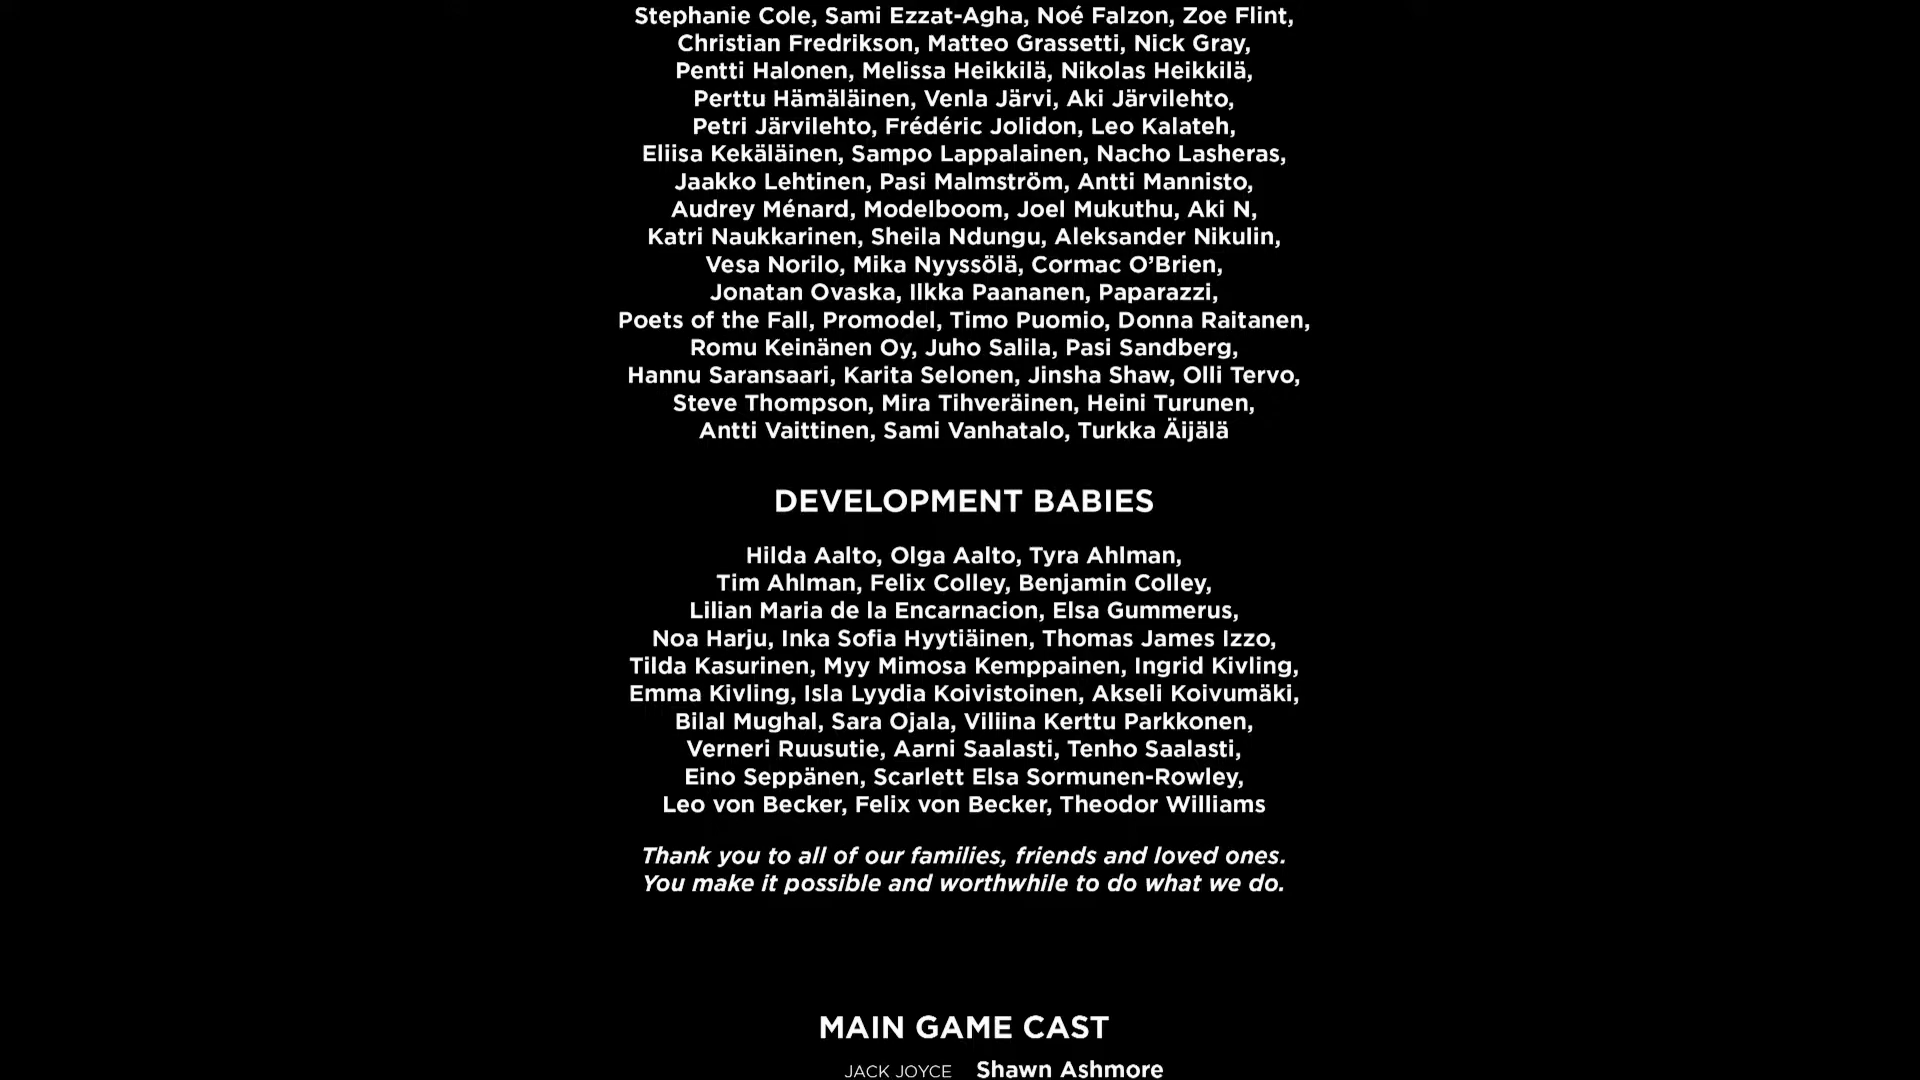 Stephanie Cole, Sami Ezzat-Agha, Noé Falzon, Zoe Flint,
Christian Fredrikson, Matteo Grassetti, Nick Gray,
Pentti Halonen, Melissa Heikkilä, Nikolas Heikkilä,
Perttu Hämäläinen, Venla Järvi, Aki Järvilehto,
Petri Järvilehto, Frédéric Jolidon, Leo Kalateh,
Eliisa Kekäläinen, Sampo Lappalainen, Nacho Lasheras,
Jaakko Lehtinen, Pasi Malmström, Antti Mannisto,
Audrey Ménard, Modelboom, Joel Mukuthu, Aki N,
Katri Naukkarinen, Sheila Ndungu, Aleksander Nikulin,
Vesa Norilo, Mika Nyyssölä, Cormac O’Brien,
Jonatan Ovaska, Ilkka Paananen, Paparazzi,
Poets of the Fall, Promodel, Timo Puomio, Donna Raitanen,
Romu Keinänen Oy, Juho Salila, Pasi Sandberg,
Hannu Saransaari, Karita Selonen, Jinsha Shaw, Olli Tervo,
Steve Thompson, Mira Tihveräinen, Heini Turunen,
Antti Vaittinen, Sami Vanhatalo, Turkka Äijälä
DEVELOPMENT BABIES
Hilda Aalto, Olga Aalto, Tyra Ahlman,
Tim Ahlman, Felix Colley, Benjamin Colley,
Lilian Maria de la Encarnacion, Elsa Gummerus,
Noa Harju, Inka Sofia Hyytiäinen, Thomas James Izzo,
Tilda Kasurinen, Myy Mimosa Kemppainen, Ingrid Kivling,
Emma Kivling, Isla Lyydia Koivistoinen, Akseli Koivumäki,
Bilal Mughal, Sara Ojala, Viliina Kerttu Parkkonen,
Verneri Ruusutie, Aarni Saalasti, Tenho Saalasti,
Eino Seppänen, Scarlett Elsa Sormunen-Rowley,
Leo von Becker, Felix von Becker, Theodor Williams
Thank you to all of our families, friends and loved ones.
You make it possible and worthwhile to do what we do.
MAIN GAME CAST
JACK JOYCE Shawn Ashmore